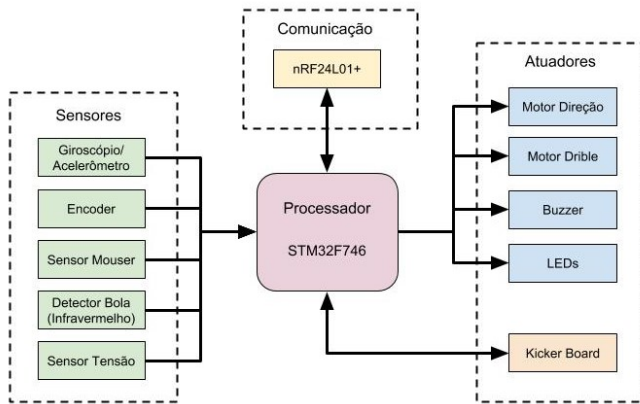 Comunicação
nRF24L01+
Sensores
Giroscópio/
Acelerômetro
Encoder
Sensor Mouser
Detector Bola
(Infravermelho)
Sensor Tensão
Processador
STM32F746
Atuadores
Motor Direção
Motor Drible
Buzzer
LEDs
Kicker Board